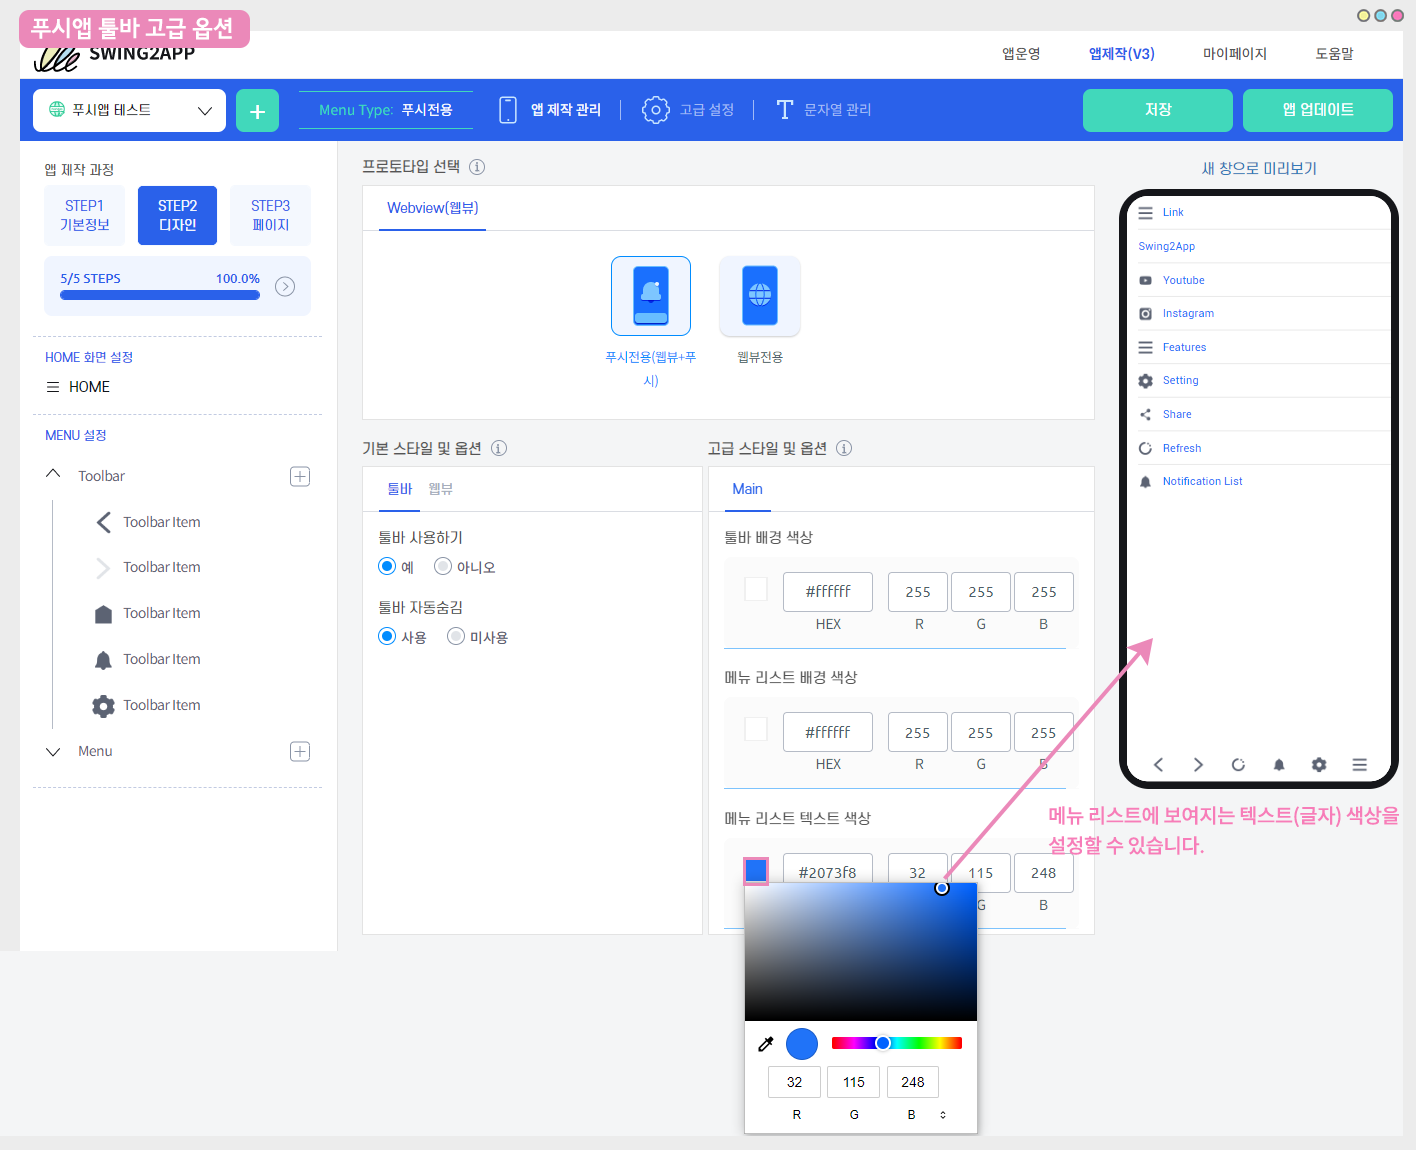 푸시앱 툴바 고급 옵션
SWING2APP
앱운영
앱제작(V3)
마이페이지
도움말
푸시앱 테스트
+
Menu Type: 푸시전용
앱 제작 관리
고급 설정
문자열 관리
저장
앱 업데이트
앱 제작 과정
STEP1
기본정보
STEP2
디자인
STEP3
페이지
5/5 STEPS
100.0%
HOME 화면 설정
HOME
MENU 설정
Toolbar
Toolbar Item
Toolbar Item
Toolbar Item
Toolbar Item
Toolbar Item
Menu
프로토타입 선택
Webview(웹뷰)
푸시전용(웹뷰+푸
시)
웹뷰전용
기본 스타일 및 옵션
툴바
웹뷰
툴바 사용하기
예
아니오
툴바 자동숨김
사용
미사용
고급 스타일 및 옵션
Main
툴바 배경 색상
#ffffff
255
255
255
HEX
R
G
B
메뉴 리스트 배경 색상
#ffffff
255
255
255
HEX
R
G
B
메뉴 리스트 텍스트 색상
#2073f8
32
115
248
G
B
32
115
248
R
G
B
새 창으로 미리보기
Link
Swing2App
Youtube
Instagram
Features
Setting
Share
Refresh
Notification List
메뉴 리스트에 보여지는 텍스트(글자) 색상을
설정할 수 있습니다.